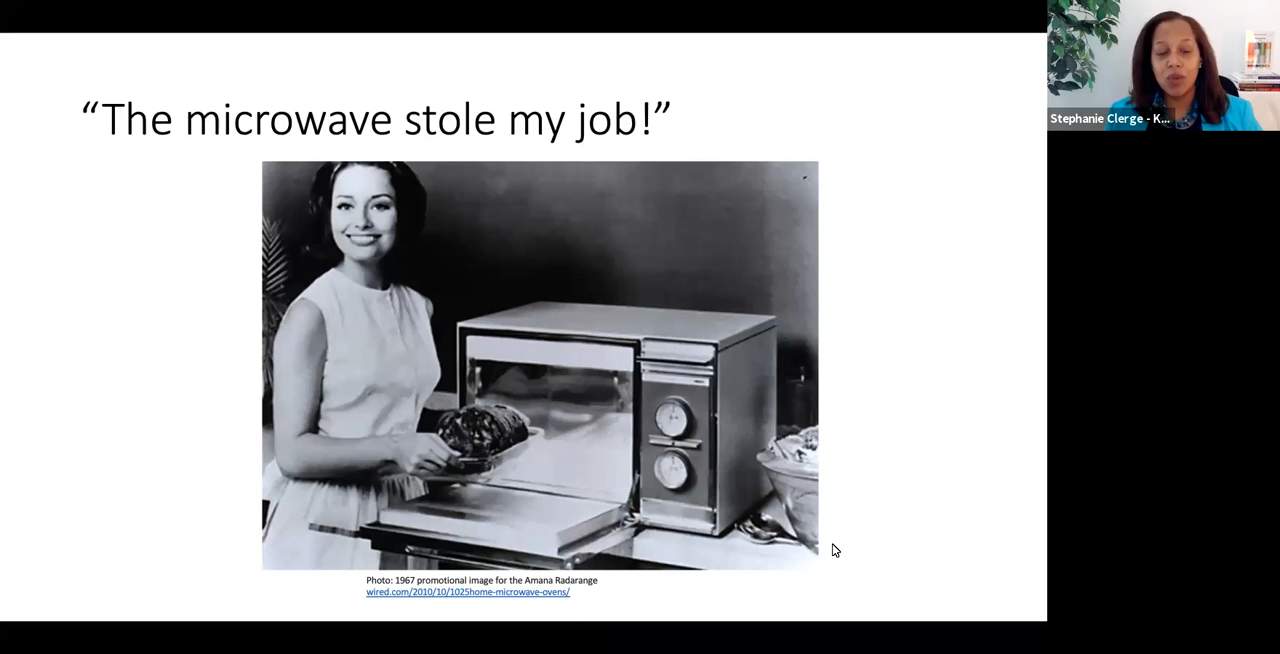 “The microwave stole my job!”
Photo: 1967 promotional image for the Amana Radarange
wired.com/2010/10/1025home-microwave-ovens/
Stephanie Clerge - K...